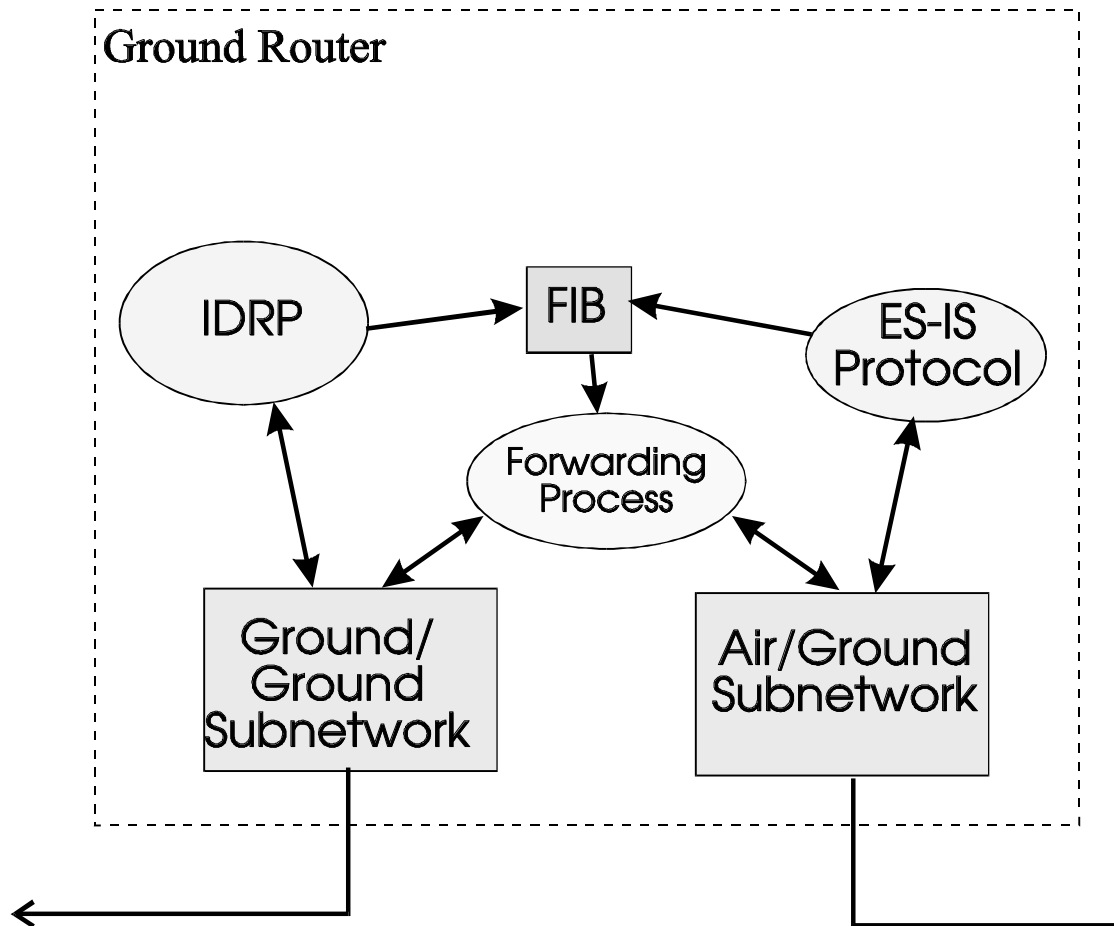 Ground Router
IDRP
FIB
ES-IS
Protocol
Forwarding
Process
Ground/
Ground
Subnetwork
Air/Ground
Subnetwork